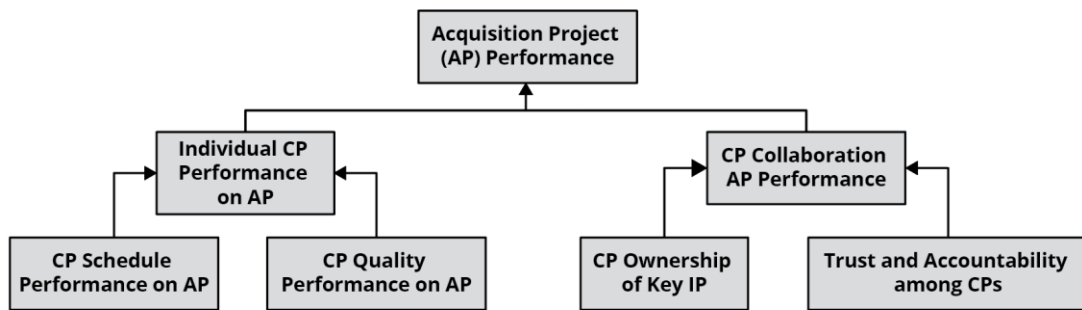 Acquisition Project
(AP) Performance
Individual CP
Performance
on AP
CP Collaboration
AP Performance
CP Schedule
Performance on AP
CP Quality
Performance on AP
CP Ownership
of Key IP
Trust and Accountability
among CPs